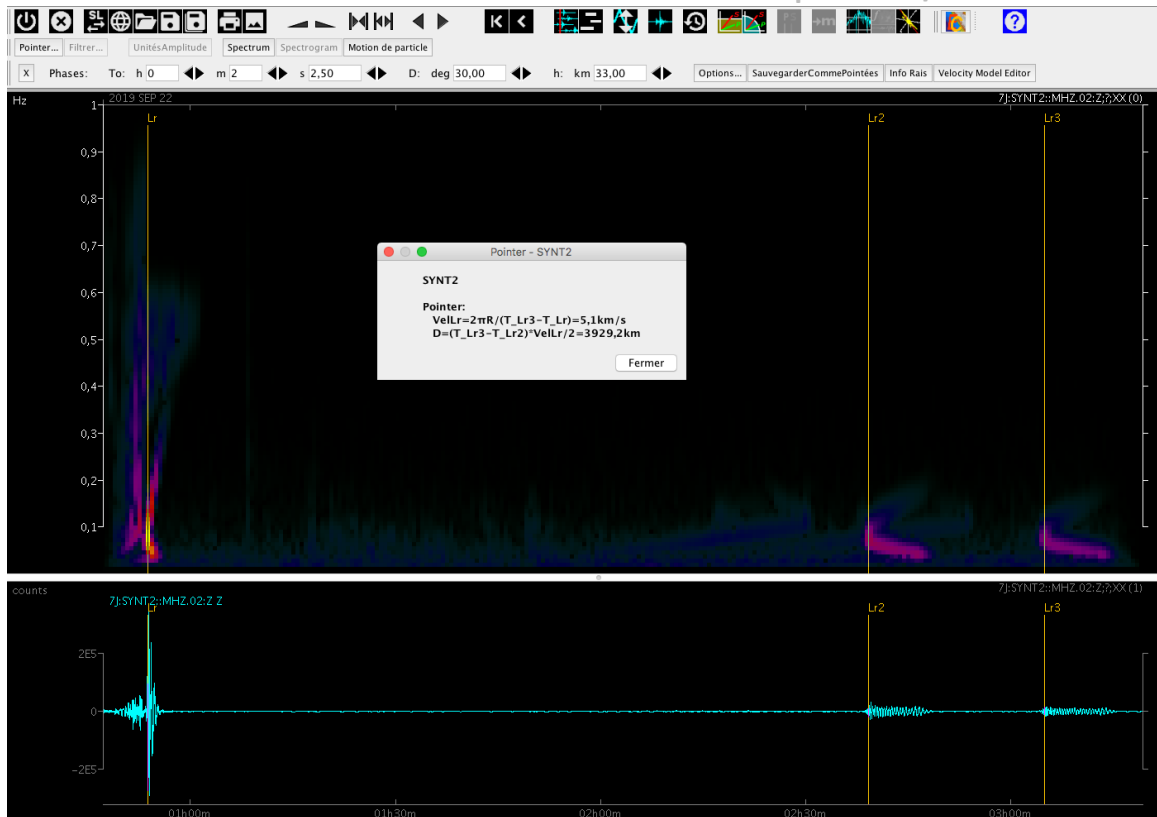 SL
Pointer... Filtrer... UnitésAmplitude Spectrum Spectrogram Motion de particle
X Phases: To: h 0 m 2 s 2,50 D: deg 30,00 h: km 33,00 Options... SauvegarderCommePointées Info Rais Velocity Model Editor
Hz 1 2019 SEP 22 7J:SYNT2::MHZ.02:Z;?;XX (0)
Lr Lr2 Lr3
0,9
0,8
0,7
Pointer - SYNT2
SYNT2
0,6
Pointer:
VelLr=2πR/(T_Lr3-T_Lr)=5,1km/s
D=(T_Lr3-T_Lr2)*VelLr/2=3929,2km
0,5
Fermer
0,4
0,3
0,2
0,1
counts 7J:SYNT2::MHZ.02:Z;?;XX (1)
7J:SYNT2::MHZ.02:Z Z
Lr Lr2 Lr3
2E5
0
-2E5
01h00m 01h30m 02h00m 02h30m 03h00m